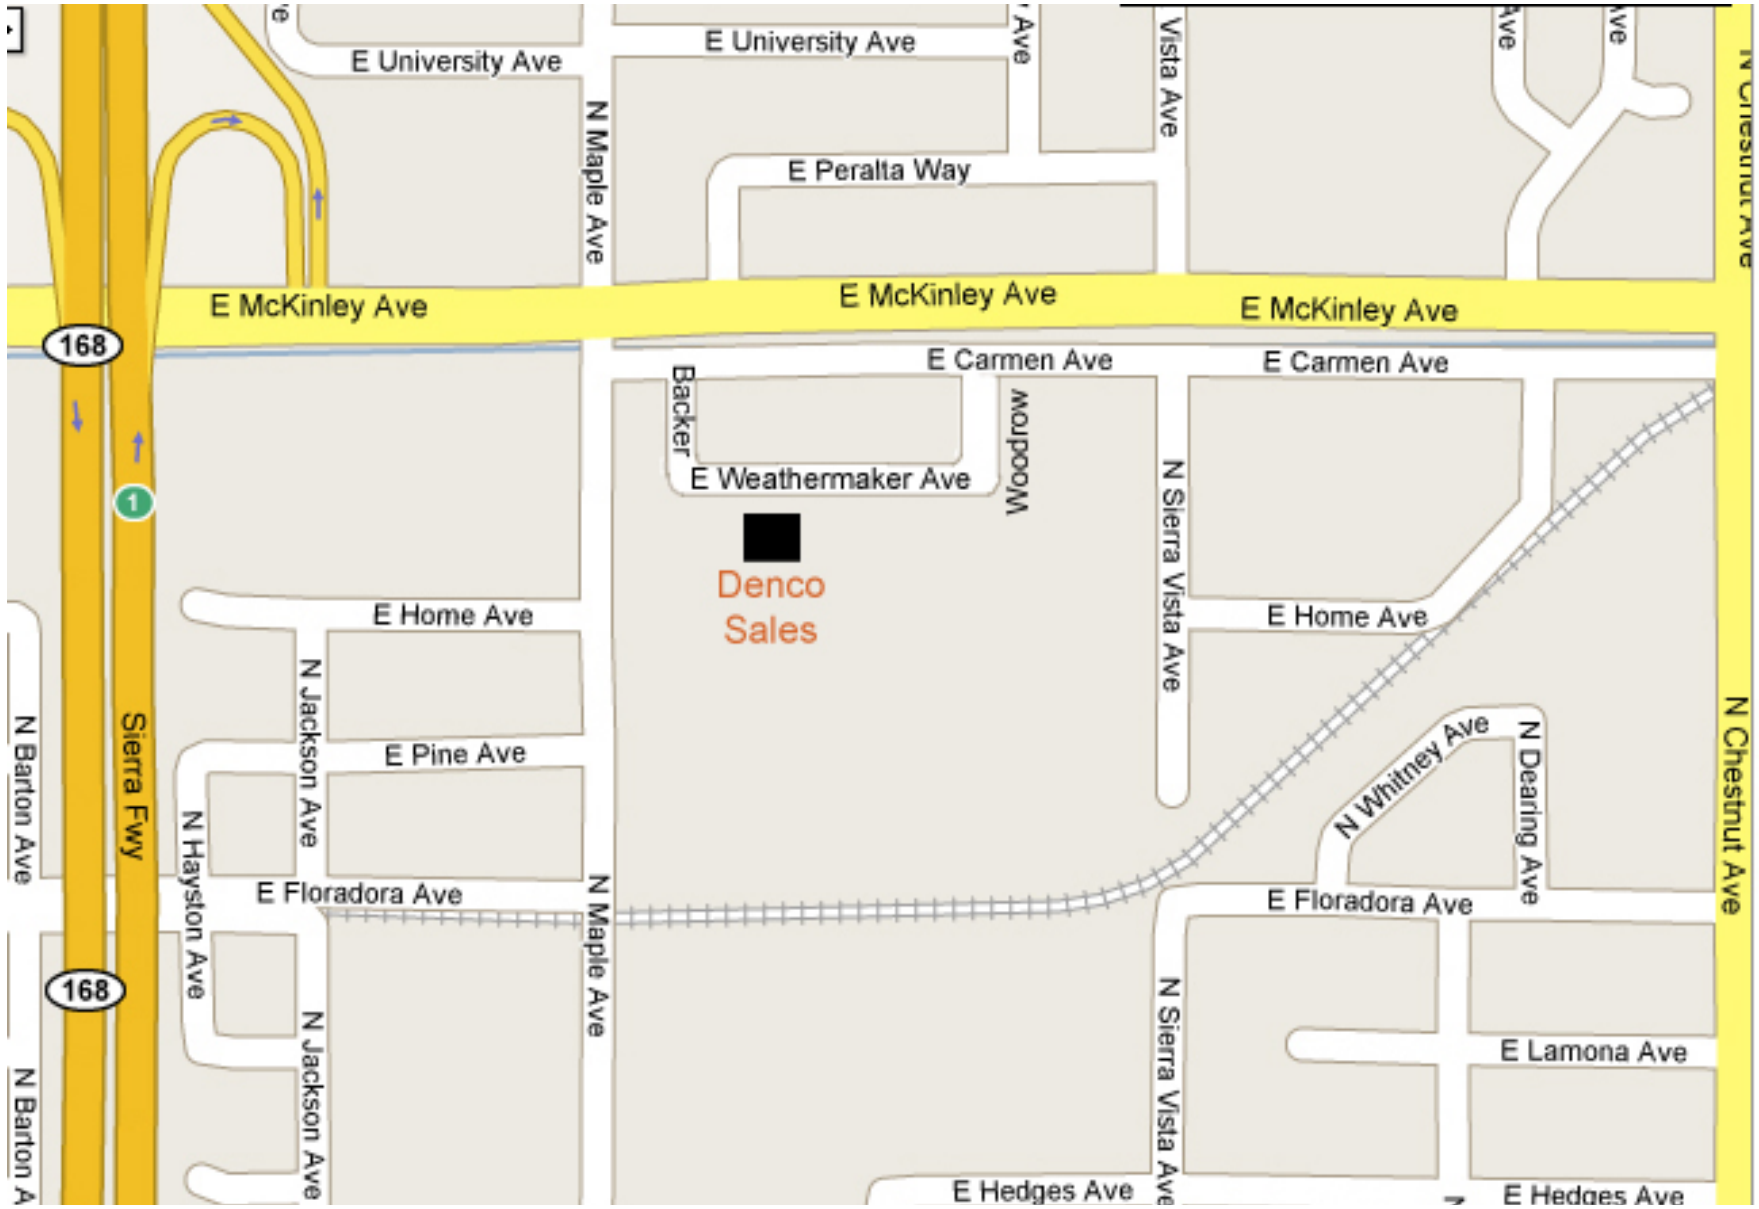 E University Ave
E University Ave
Ave
Vista Ave
Ave
Ave
N Chestnut Ave
N Maple Ave
E Peralta Way
E McKinley Ave
E McKinley Ave
E McKinley Ave
168
E Carmen Ave
E Carmen Ave
Backer
Woodrow
E Weathermaker Ave
1
N Sierra Vista Ave
Denco
Sales
E Home Ave
E Home Ave
N Jackson Ave
Sierra Fwy
N Barton Ave
E Pine Ave
N Whitney Ave
N Dearing Ave
N Chestnut Ave
N Hayston Ave
E Floradora Ave
E Floradora Ave
N Maple Ave
168
N Sierra Vista Ave
N Jackson Ave
E Lamona Ave
N Barton A
E Hedges Ave
N
E Hedges Ave